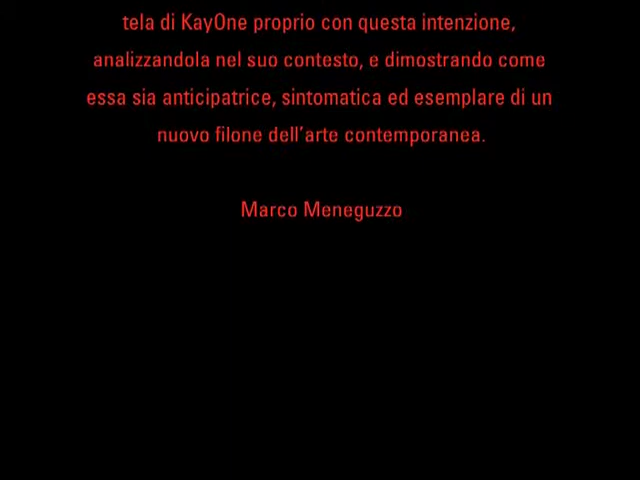 tela di KayOne proprio con questa intenzione,
analizzandola nel suo contesto, e dimostrando come
essa sia anticipatrice, sintomatica ed esemplare di un
nuovo filone dell’arte contemporanea.
Marco Meneguzzo